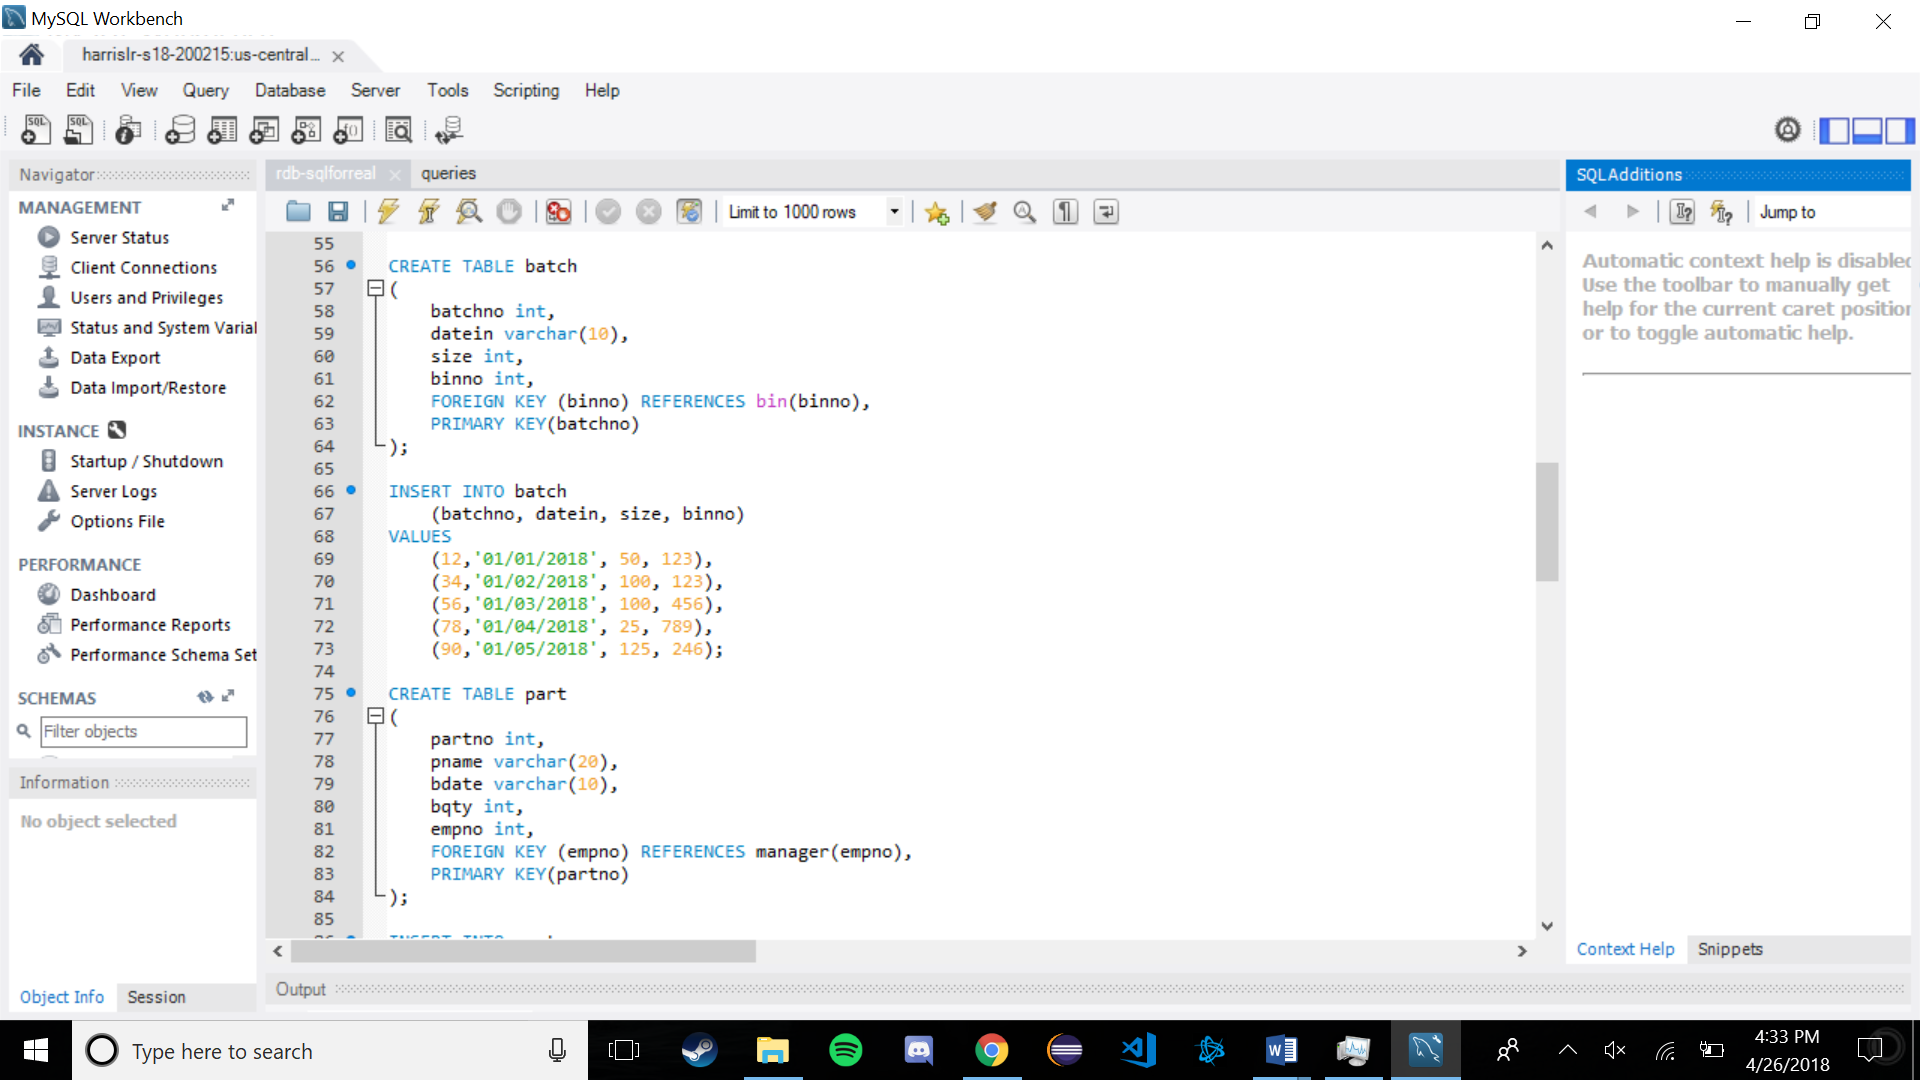 MySQL Workbench
harrislr-s18-200215:us-central...
File Edit View Query Database Server Tools Scripting Help
Navigator
MANAGEMENT
Server Status
Client Connections
Users and Privileges
Status and System Varial
Data Export
Data Import/Restore
INSTANCE
Startup / Shutdown
Server Logs
Options File
PERFORMANCE
Dashboard
Performance Reports
Performance Schema Set
SCHEMAS
Filter objects
Information
No object selected
Object Info Session
rdb-sqlforreal queries
Limit to 1000 rows
55
56 CREATE TABLE batch
57 (
58 batchno int,
59 datein varchar(10),
60 size int,
61 binno int,
62 FOREIGN KEY (binno) REFERENCES bin(binno),
63 PRIMARY KEY(batchno)
64 );
65
66 INSERT INTO batch
67 (batchno, datein, size, binno)
68 VALUES
69 (12,'01/01/2018', 50, 123),
70 (34,'01/02/2018', 100, 123),
71 (56,'01/03/2018', 100, 456),
72 (78,'01/04/2018', 25, 789),
73 (90,'01/05/2018', 125, 246);
74
75 CREATE TABLE part
76 (
77 partno int,
78 pname varchar(20),
79 bdate varchar(10),
80 bqty int,
81 empno int,
82 FOREIGN KEY (empno) REFERENCES manager(empno),
83 PRIMARY KEY(partno)
84 );
85
Output
SQLAdditions
Jump to
Automatic context help is disabled
Use the toolbar to manually get
help for the current caret position
or to toggle automatic help.
Context Help Snippets
Type here to search
4:33 PM
4/26/2018